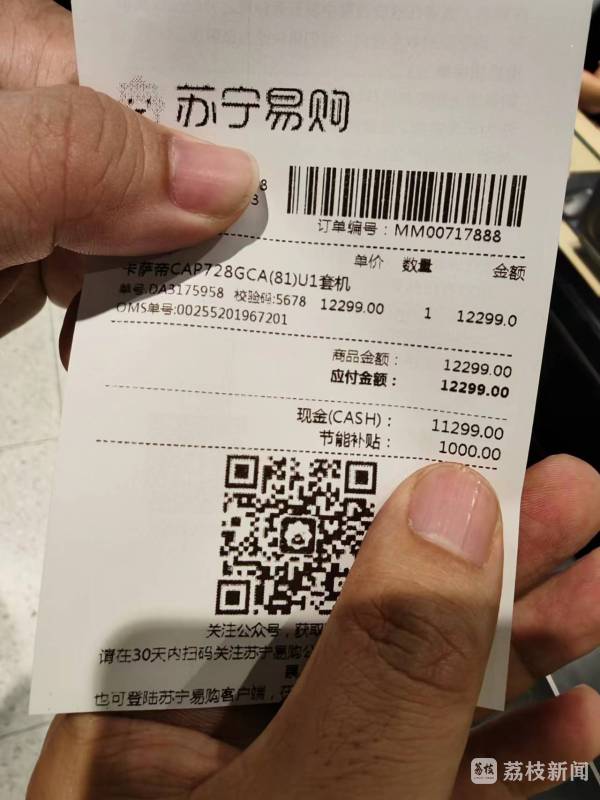 苏宁易购
8
3
订单编号：MM00717888
单价 数量 金额
卡萨帝CAP728GCA(81)U1套机
单号:DA3175958 校验码:5678 12299.00 1 12299.0
OMS单号:00255201967201
商品金额： 12299.00
应付金额： 12299.00
现金(CASH)： 11299.00
节能补贴： 1000.00
关注公众号，获取
请在30天内扫码关注苏宁易购公
票
也可登陆苏宁易购客户端，在
荔枝 荔枝新闻